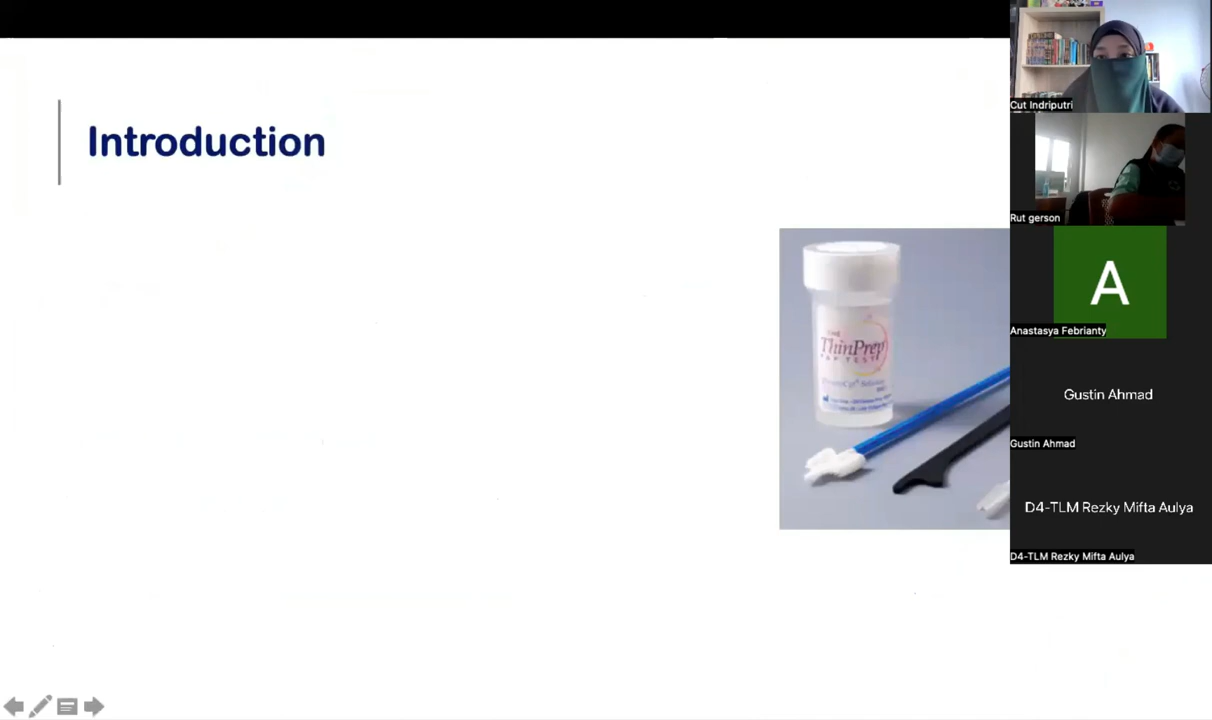 Introduction
Cut Indriputri
Rut gerson
A
Anastasya Febrianty
Gustin Ahmad
Gustin Ahmad
D4-TLM Rezky Mifta Aulya
D4-TLM Rezky Mifta Aulya
THE
ThinPrep
PAP TEST